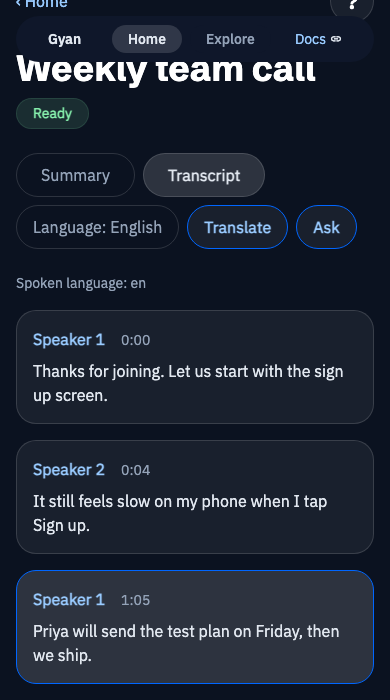 ‹ Home
?
Gyan Home Explore Docs
Weekly team call
Ready
Summary Transcript
Language: English Translate Ask
Spoken language: en
Speaker 1 0:00
Thanks for joining. Let us start with the sign
up screen.
Speaker 2 0:04
It still feels slow on my phone when I tap
Sign up.
Speaker 1 1:05
Priya will send the test plan on Friday, then
we ship.